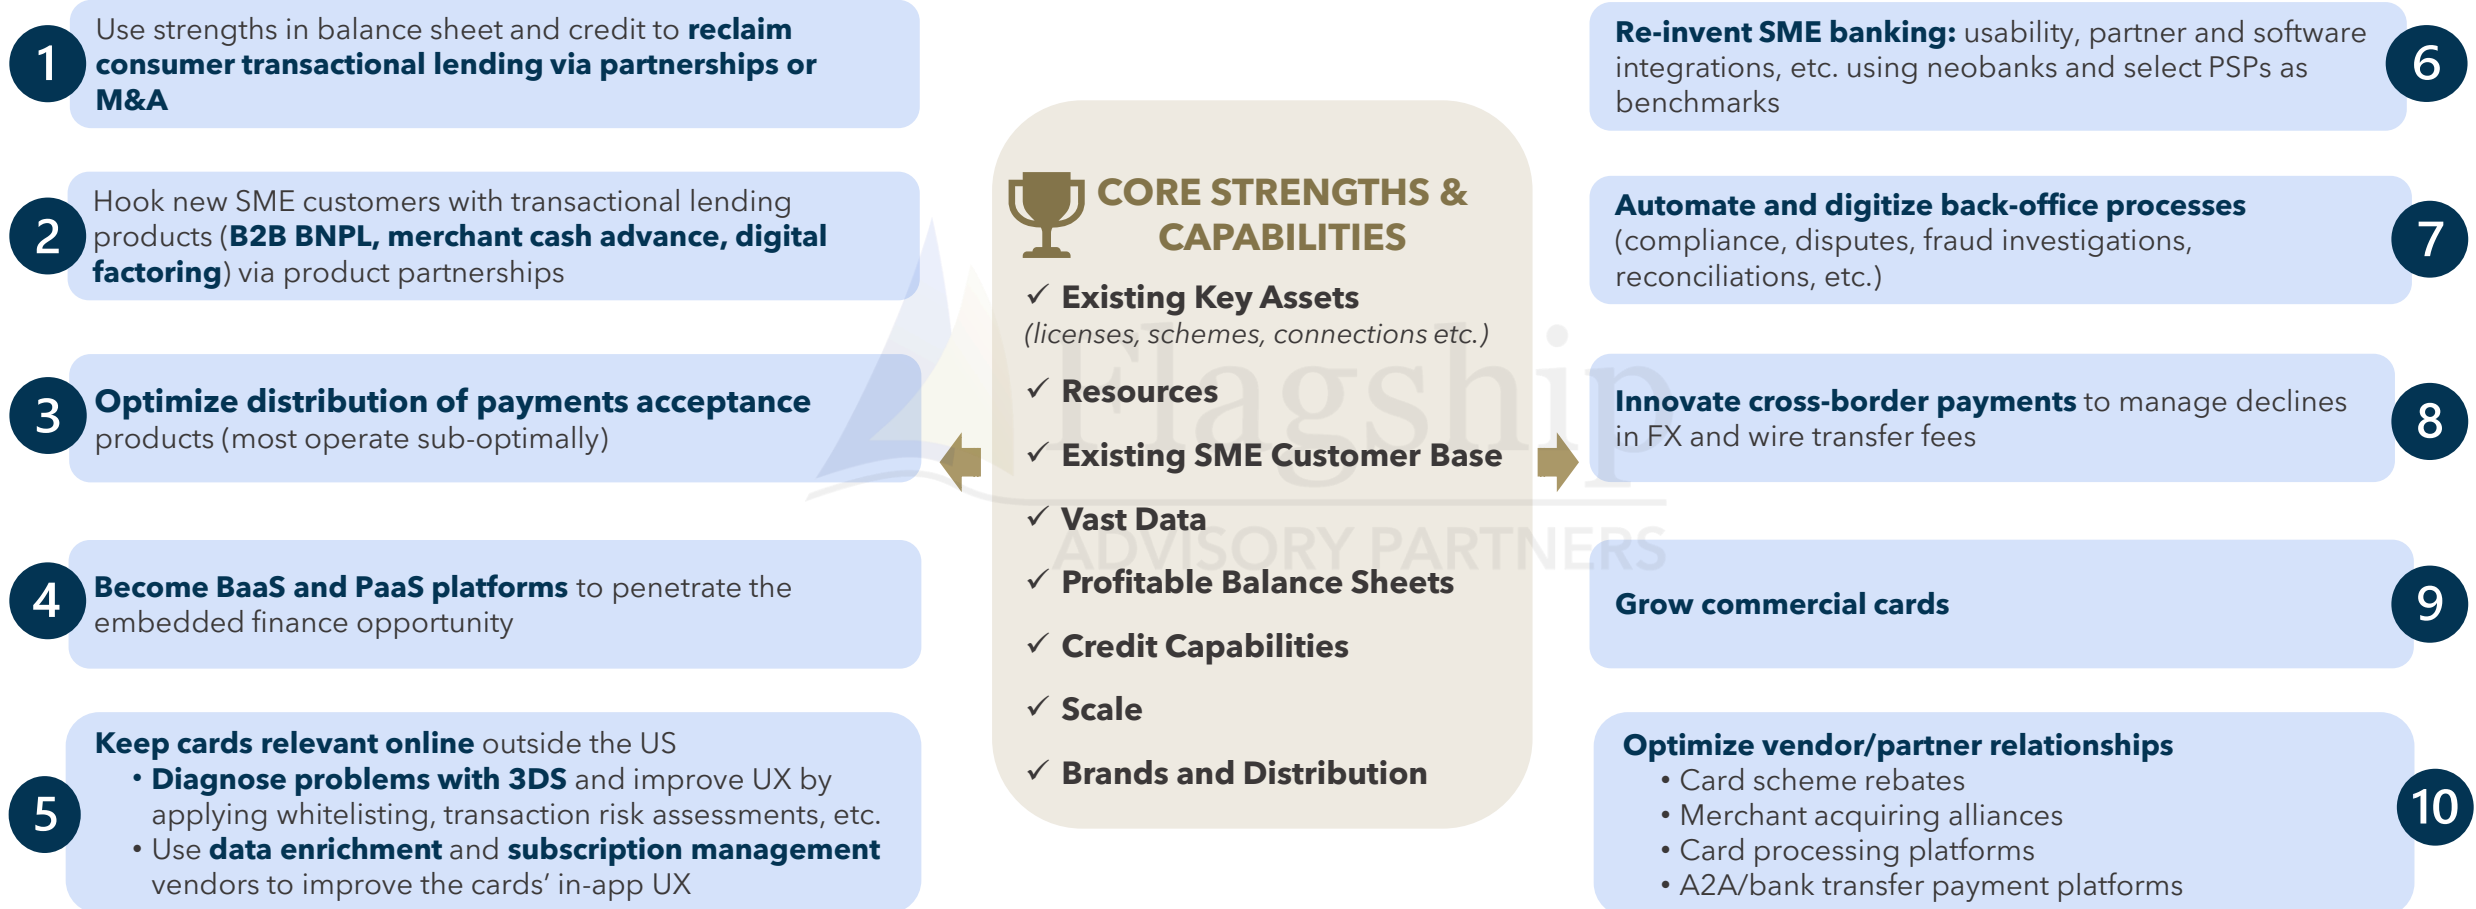 1
Use strengths in balance sheet and credit to reclaim
consumer transactional lending via partnerships or
M&A
2
Hook new SME customers with transactional lending
products (B2B BNPL, merchant cash advance, digital
factoring) via product partnerships
3
Optimize distribution of payments acceptance
products (most operate sub-optimally)
4
Become BaaS and PaaS platforms to penetrate the
embedded finance opportunity
5
Keep cards relevant online outside the US
• Diagnose problems with 3DS and improve UX by
applying whitelisting, transaction risk assessments, etc.
• Use data enrichment and subscription management
vendors to improve the cards’ in-app UX
CORE STRENGTHS &
CAPABILITIES
✓ Existing Key Assets
(licenses, schemes, connections etc.)
✓ Resources
✓ Existing SME Customer Base
✓ Vast Data
✓ Profitable Balance Sheets
✓ Credit Capabilities
✓ Scale
✓ Brands and Distribution
Flagship
ADVISORY PARTNERS
Re-invent SME banking: usability, partner and software
integrations, etc. using neobanks and select PSPs as
benchmarks
6
Automate and digitize back-office processes
(compliance, disputes, fraud investigations,
reconciliations, etc.)
7
Innovate cross-border payments to manage declines
in FX and wire transfer fees
8
Grow commercial cards
9
Optimize vendor/partner relationships
• Card scheme rebates
• Merchant acquiring alliances
• Card processing platforms
• A2A/bank transfer payment platforms
10